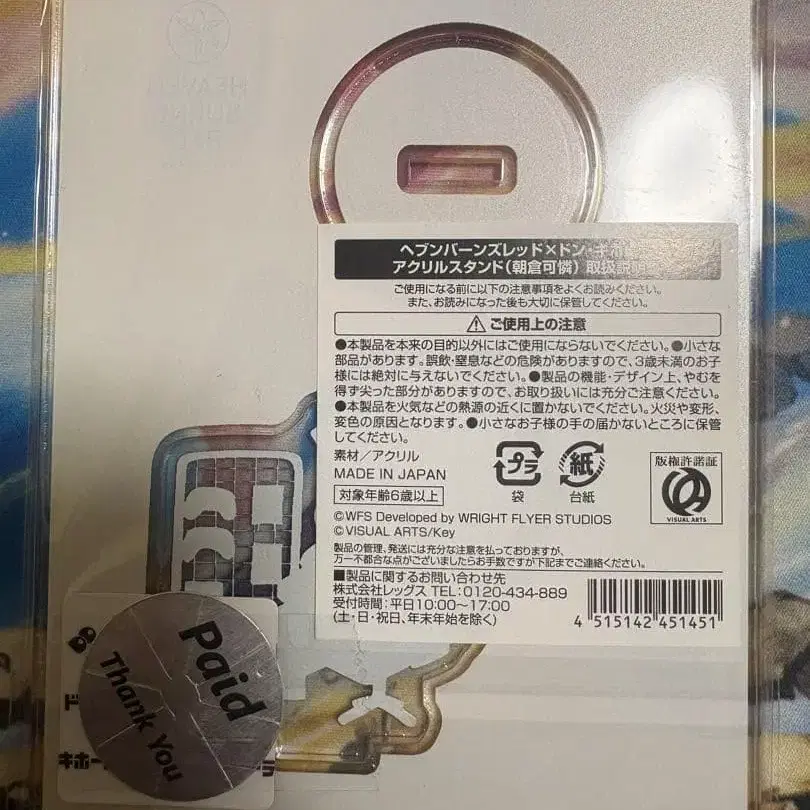 HEAVEN
BURNS
RED
ヘブンバーンズレッド×ドン・キホ
アクリルスタンド(朝倉可憐) 取扱説明
ご使用になる前に以下の注意事項をよくお読みください。
また、お読みになった後も大切に保管してください。
ご使用上の注意
●本製品を本来の目的以外にはご使用にならないでください。●小さな
部品があります。誤飲・窒息などの危険がありますので、3歳未満のお子
様には絶対に与えないでください。●製品の機能・デザイン上、やむを
得ず尖った部分がありますので、お取り扱いには充分ご注意ください。
●本製品を火気などの熱源の近くに置かないでください。火災や変形、
変色の原因となります。●小さなお子様の手の届かないところに保管
してください。
素材/アクリル
MADE IN JAPAN
対象年齢6歳以上
プラ
袋
紙
台紙
版権許諾証
VISUAL ARTS
©WFS Developed by WRIGHT FLYER STUDIOS
©VISUAL ARTS/Key
製品の管理、発送には充分な注意を払っておりますが、
万一不都合な点がございましたらお手数ですが下記までご連絡ください。
■製品に関するお問い合わせ先
株式会社レッグス TEL:0120-434-889
受付時間:平日10:00〜17:00
(土・日・祝日、年末年始を除く)
4 515142 451451
Paid
Thank You
ド
キホー